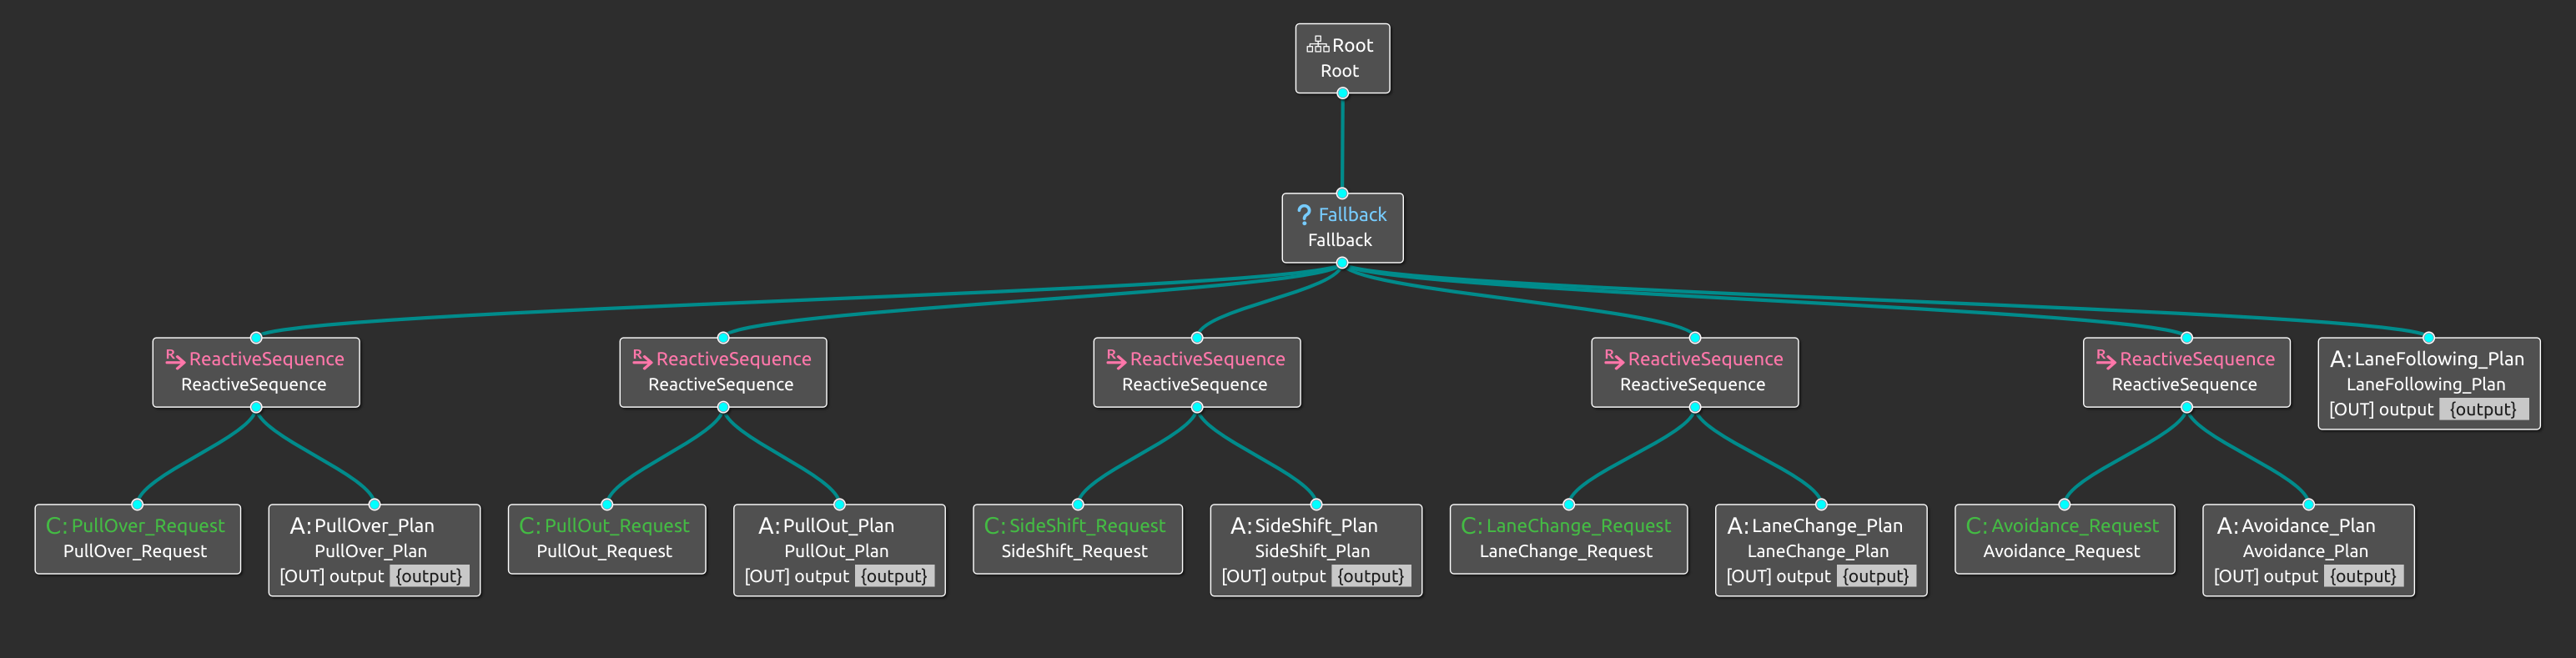 Root
Root
? Fallback
Fallback
R ReactiveSequence
ReactiveSequence
R ReactiveSequence
ReactiveSequence
R ReactiveSequence
ReactiveSequence
R ReactiveSequence
ReactiveSequence
R ReactiveSequence
ReactiveSequence
A: LaneFollowing_Plan
LaneFollowing_Plan
[OUT] output {output}
C: PullOver_Request
PullOver_Request
A: PullOver_Plan
PullOver_Plan
[OUT] output {output}
C: PullOut_Request
PullOut_Request
A: PullOut_Plan
PullOut_Plan
[OUT] output {output}
C: SideShift_Request
SideShift_Request
A: SideShift_Plan
SideShift_Plan
[OUT] output {output}
C: LaneChange_Request
LaneChange_Request
A: LaneChange_Plan
LaneChange_Plan
[OUT] output {output}
C: Avoidance_Request
Avoidance_Request
A: Avoidance_Plan
Avoidance_Plan
[OUT] output {output}